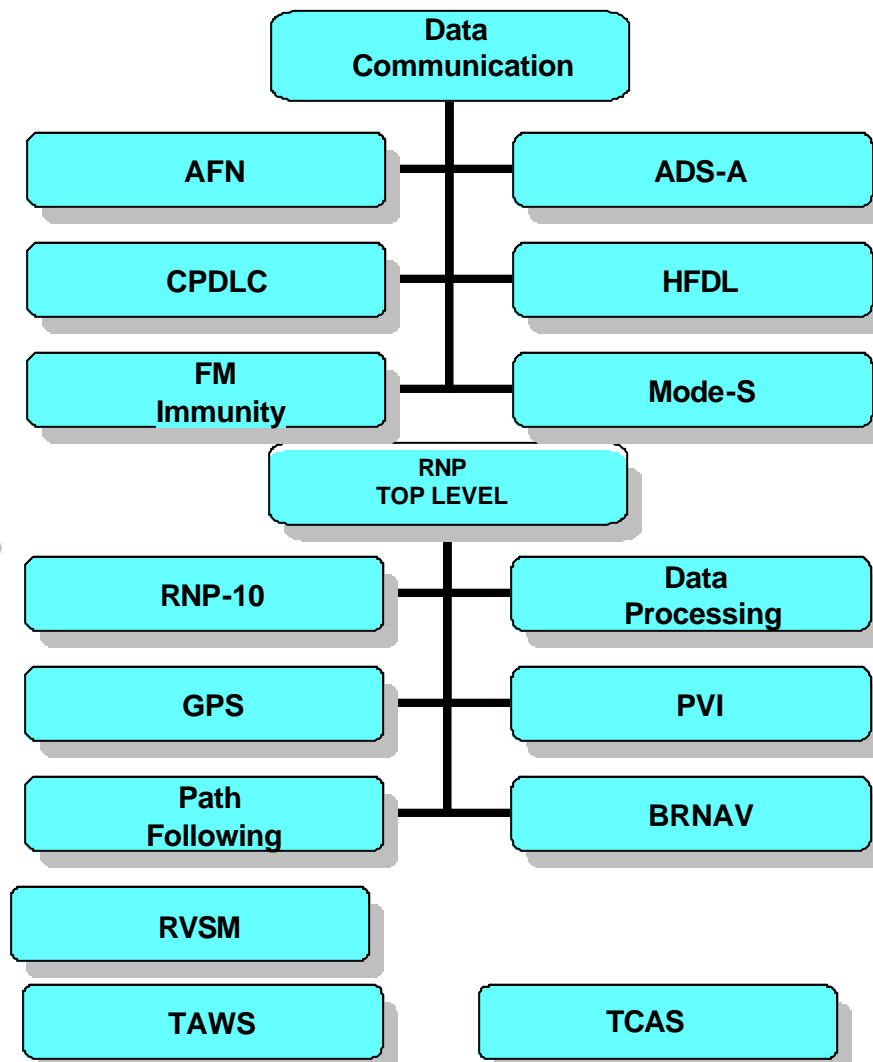 Data
Communication
AFN
ADS-A
CPDLC
HFDL
FM
Immunity
Mode-S
RNP
TOP LEVEL
RNP-10
Data
Processing
GPS
PVI
Path
Following
BRNAV
RVSM
TAWS
TCAS